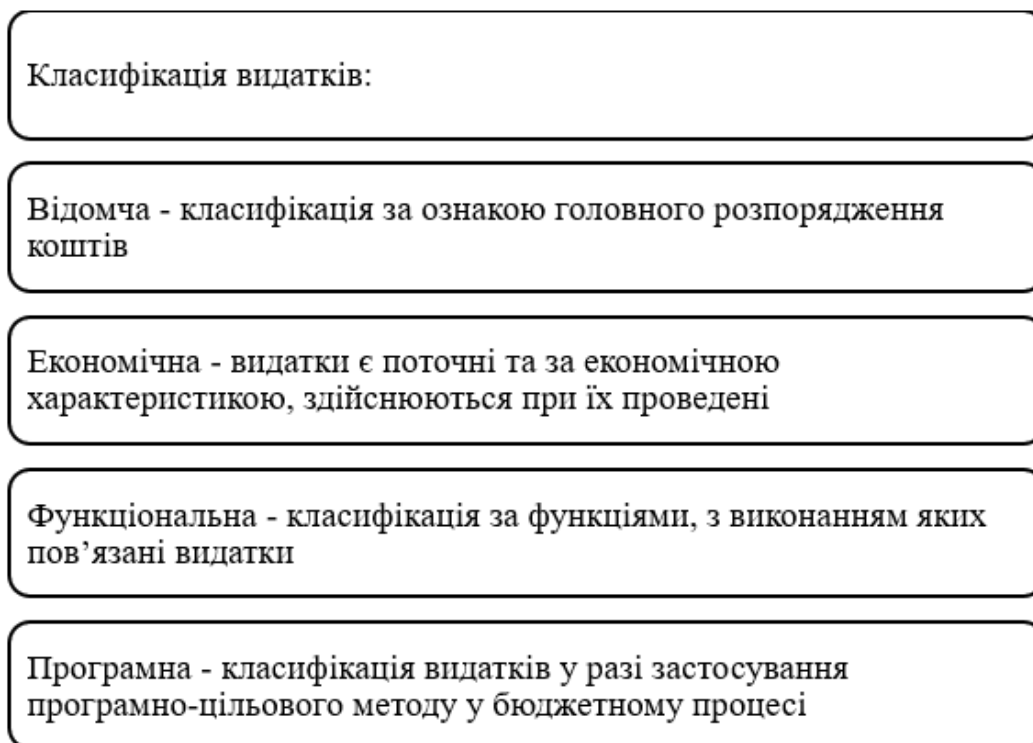 Класифікація видатків:
Відомча - класифікація за ознакою головного розпорядження
коштів
Економічна - видатки є поточні та за економічною
характеристикою, здійснюються при їх проведені
Функціональна - класифікація за функціями, з виконанням яких
пов’язані видатки
Програмна - класифікація видатків у разі застосування
програмно-цільового методу у бюджетному процесі